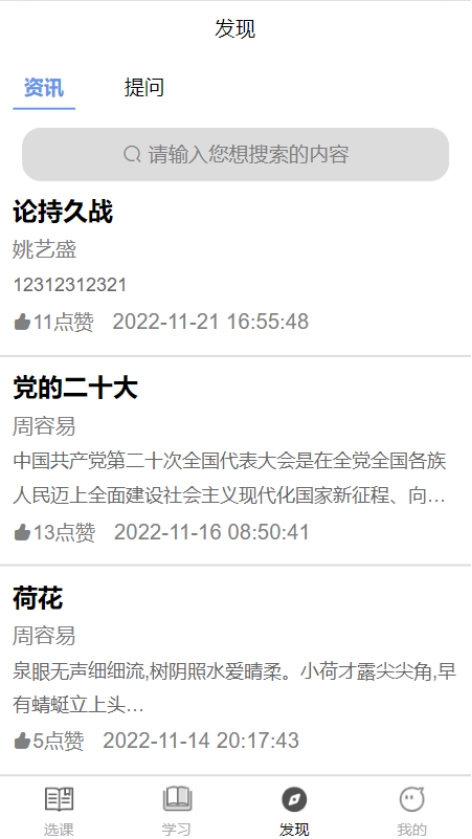 发现
资讯 提问
请输入您想搜索的内容
论持久战
姚艺盛
12312312321
11点赞 2022-11-21 16:55:48
党的二十大
周容易
中国共产党第二十次全国代表大会是在全党全国各族
人民迈上全面建设社会主义现代化国家新征程、向…
13点赞 2022-11-16 08:50:41
荷花
周容易
泉眼无声细细流,树阴照水爱晴柔。小荷才露尖尖角,早
有蜻蜓立上头…
5点赞 2022-11-14 20:17:43
选课 学习 发现 我的